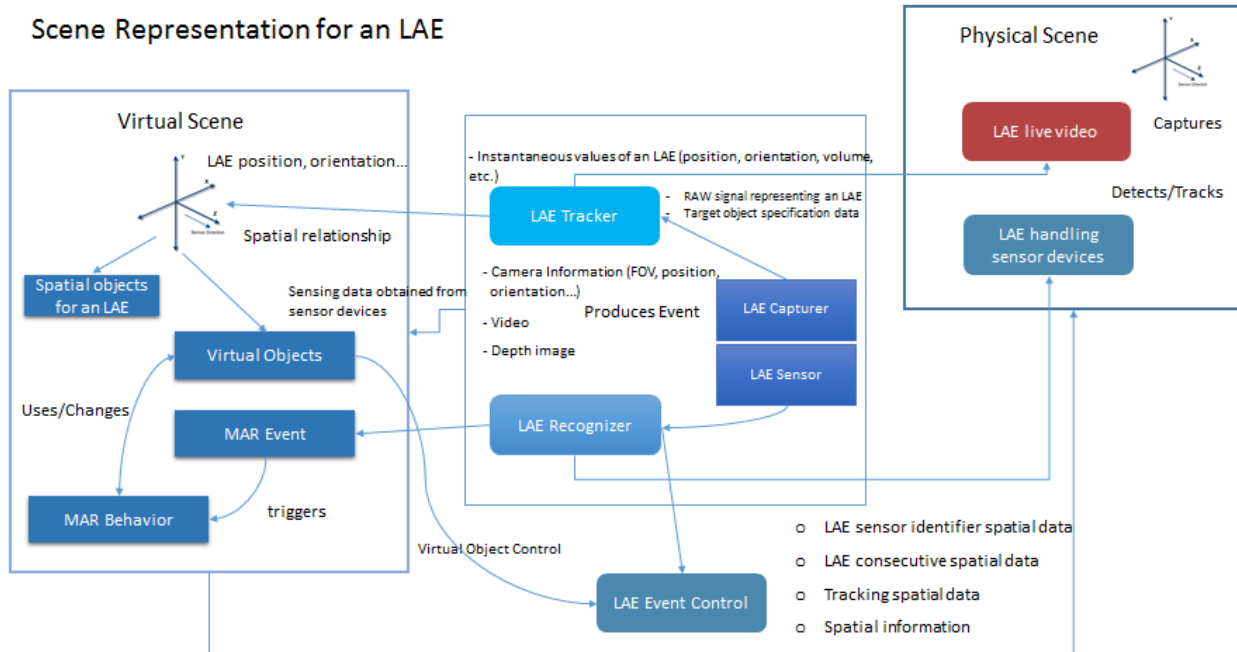 Scene Representation for an LAE
Physical Scene
Y
X
Z
Sensor Direction
LAE live video
Captures
Detects/Tracks
LAE handling
sensor devices
Virtual Scene
Y
X
Z
Sensor Direction
LAE position, orientation...
Spatial relationship
Spatial objects
for an LAE
Sensing data obtained from
sensor devices
Virtual Objects
Uses/Changes
MAR Event
MAR Behavior
triggers
- Instantaneous values of an LAE (position, orientation, volume,
etc.)
LAE Tracker
- RAW signal representing an LAE
- Target object specification data
- Camera Information (FOV, position,
orientation...)
Produces Event
- Video
- Depth image
LAE Capturer
LAE Sensor
LAE Recognizer
Virtual Object Control
LAE Event Control
o LAE sensor identifier spatial data
o LAE consecutive spatial data
o Tracking spatial data
o Spatial information